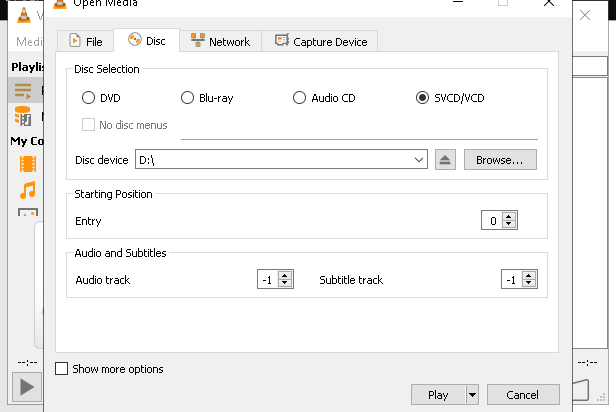 Open Media
V
Medi
File
Disc
Network
Capture Device
Playlis
Disc Selection
DVD
Blu-ray
Audio CD
SVCD/VCD
No disc menus
My Co
Disc device
D:\
Browse...
Starting Position
Entry
0
Audio and Subtitles
Audio track
-1
Subtitle track
-1
--:--
--:--
Show more options
Play
Cancel